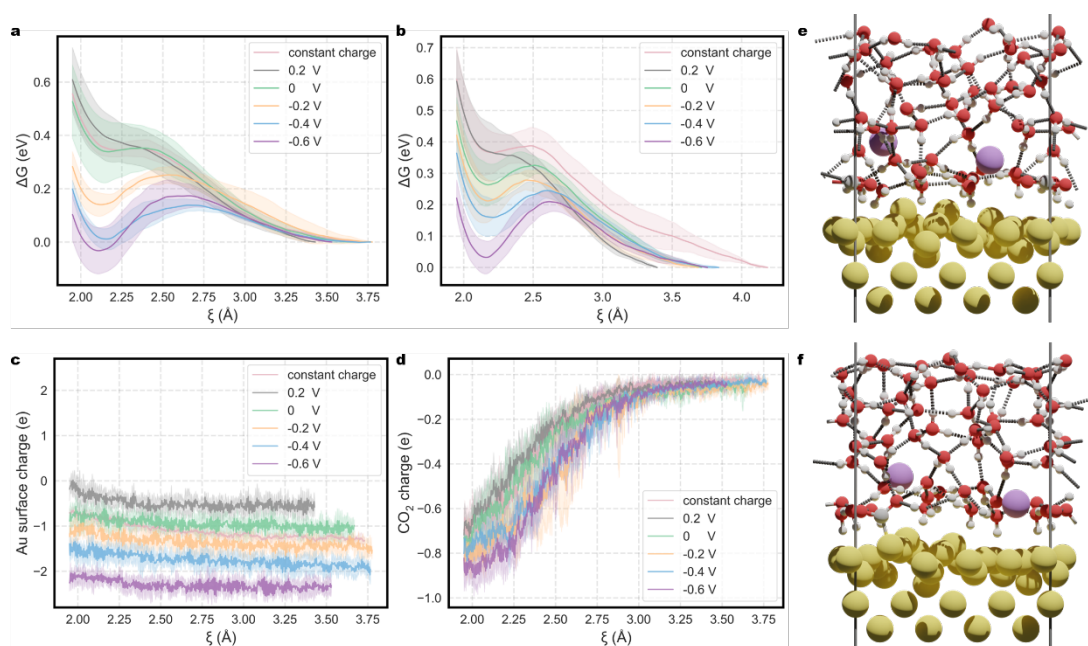 a
0.6
0.4
0.2
0.0
ΔG (eV)
constant charge
0.2 V
0 V
-0.2 V
-0.4 V
-0.6 V
2.00 2.25 2.50 2.75 3.00 3.25 3.50 3.75
ξ (Å)
b
0.7
0.6
0.5
0.4
0.3
0.2
0.1
0.0
ΔG (eV)
constant charge
0.2 V
0 V
-0.2 V
-0.4 V
-0.6 V
2.0 2.5 3.0 3.5 4.0
ξ (Å)
e
c
2
1
0
−1
−2
Au surface charge (e)
constant charge
0.2 V
0 V
-0.2 V
-0.4 V
-0.6 V
2.00 2.25 2.50 2.75 3.00 3.25 3.50 3.75
ξ (Å)
d
0.0
−0.2
−0.4
−0.6
−0.8
−1.0
CO₂ charge (e)
constant charge
0.2 V
0 V
-0.2 V
-0.4 V
-0.6 V
2.00 2.25 2.50 2.75 3.00 3.25 3.50 3.75
ξ (Å)
f